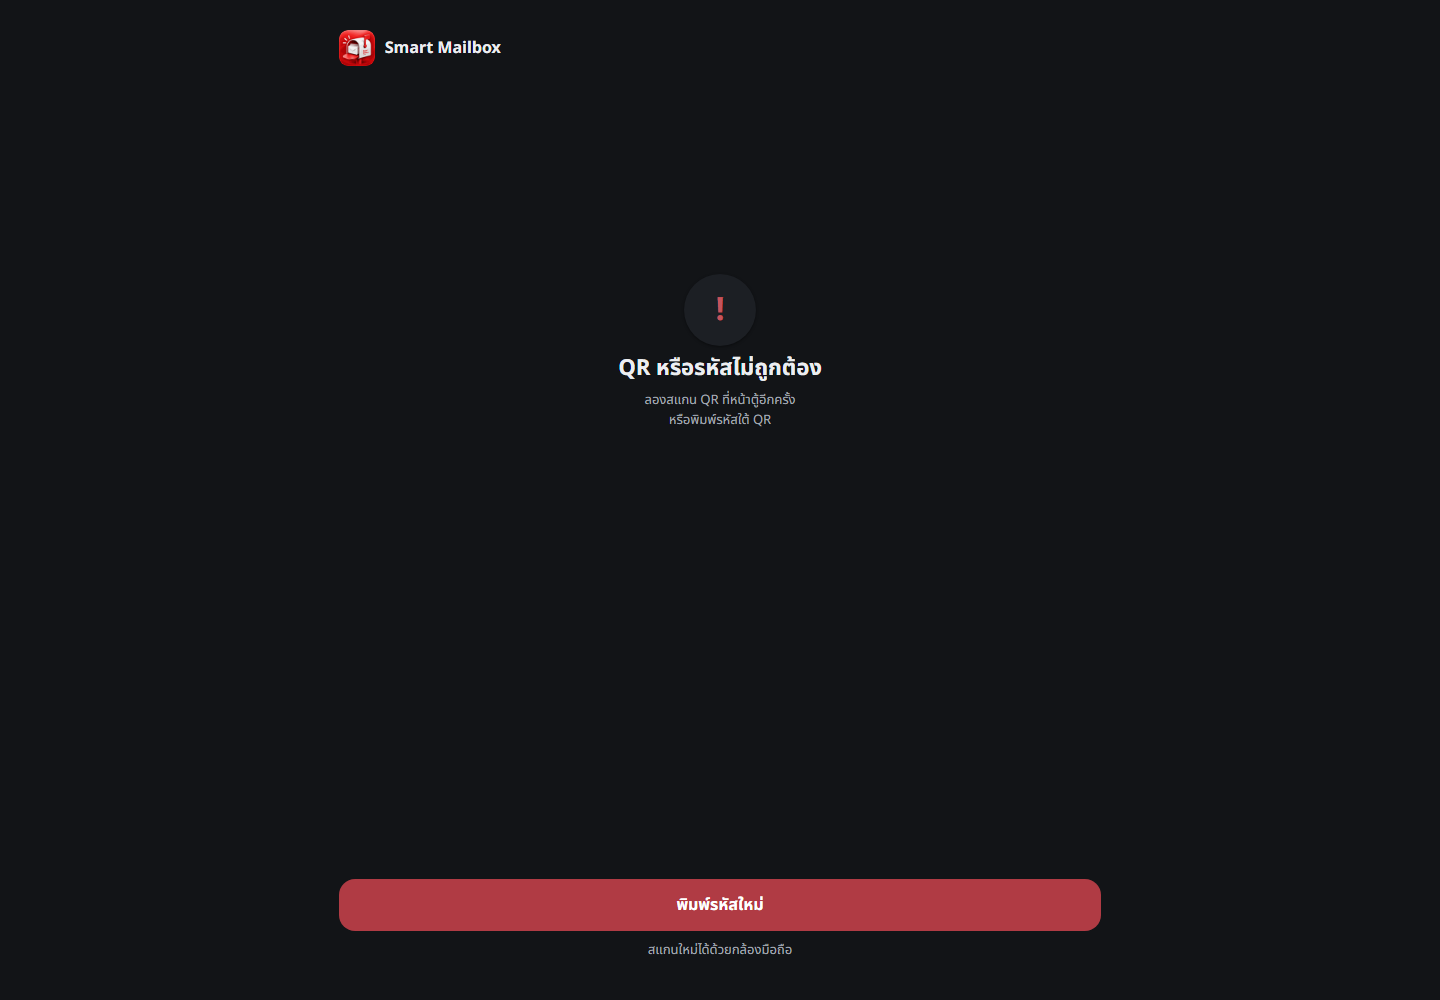 Smart Mailbox
!
QR หรือรหัสไม่ถูกต้อง
ลองสแกน QR ที่หน้าตู้อีกครั้ง
หรือพิมพ์รหัสใต้ QR
พิมพ์รหัสใหม่
สแกนใหม่ได้ด้วยกล้องมือถือ